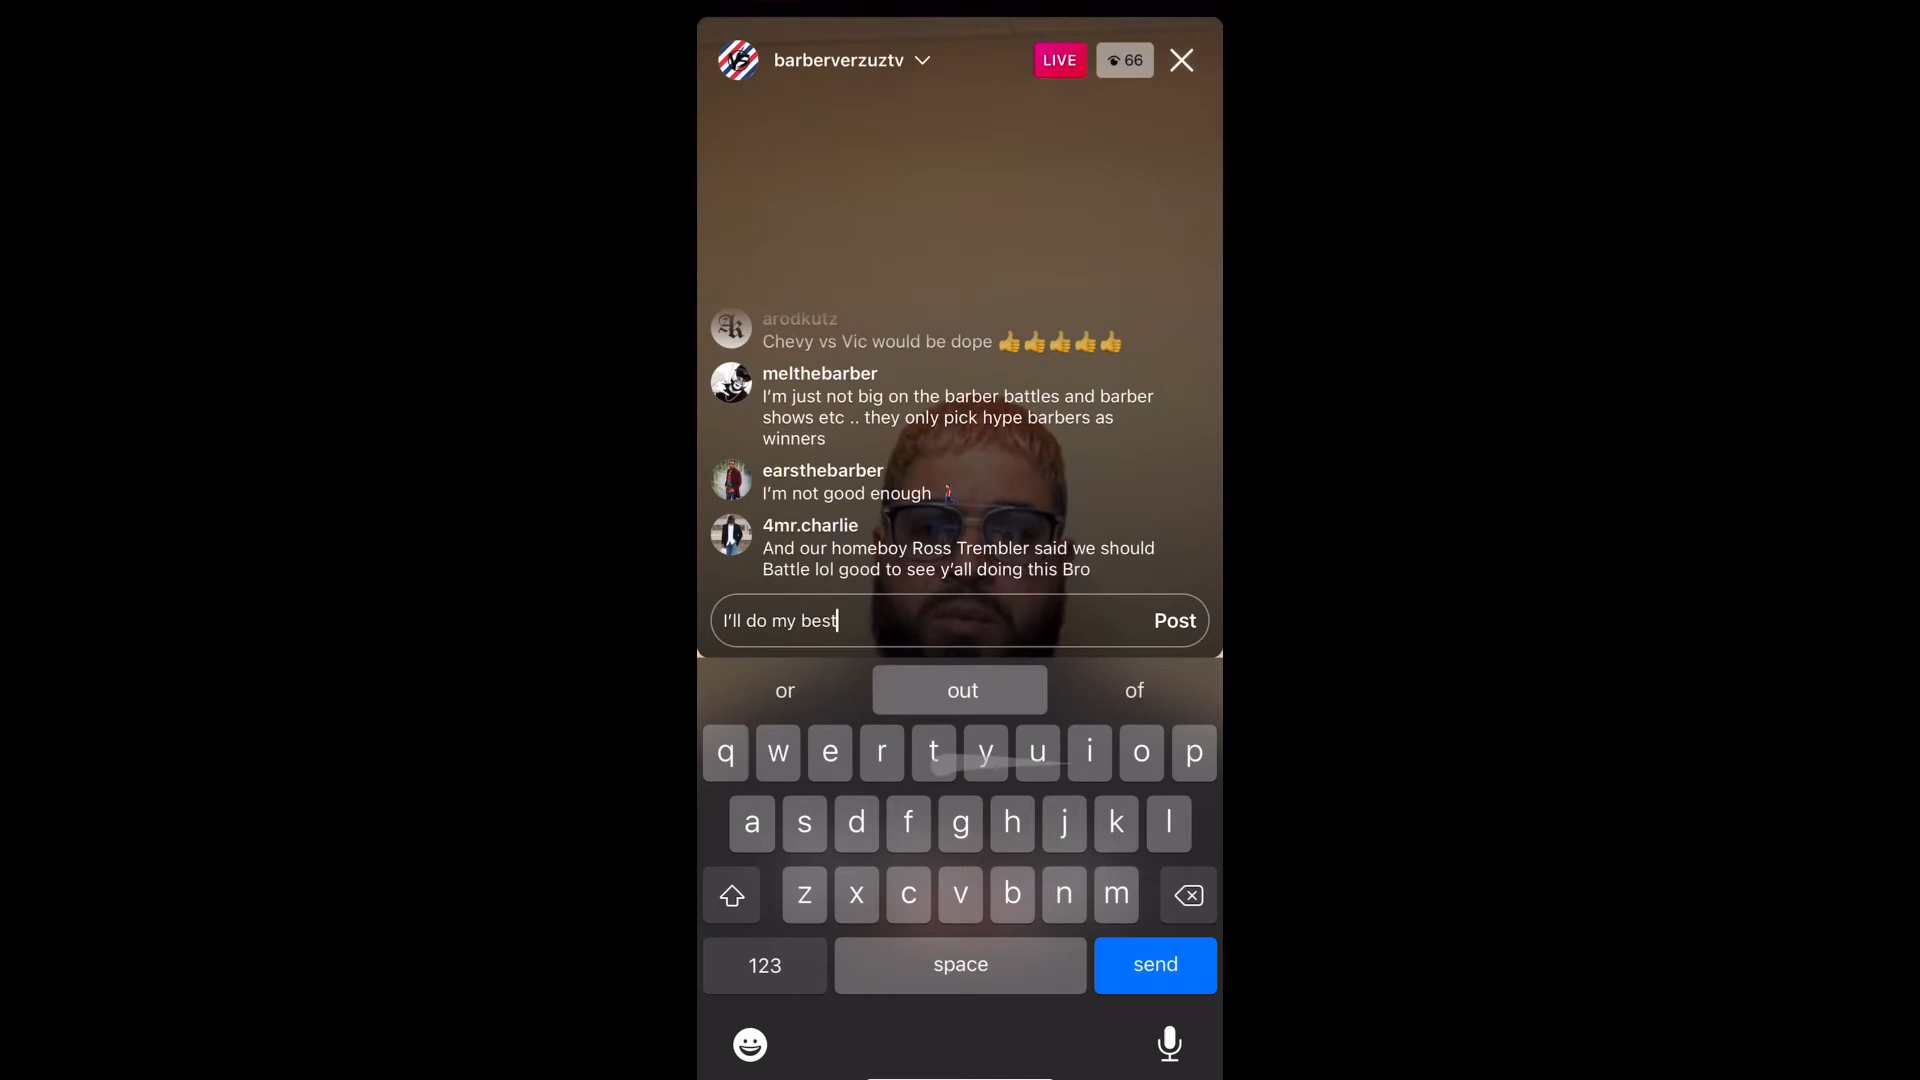 barberverzuztv
LIVE
66
arodkutz
Chevy vs Vic would be dope 👍👍👍👍👍
melthebarber
I'm just not big on the barber battles and barber
shows etc .. they only pick hype barbers as
winners
earsthebarber
I'm not good enough
4mr.charlie
And our homeboy Ross Trembler said we should
Battle lol good to see y'all doing this Bro
I'll do my best
Post
or out of
q w e r t y u i o p
a s d f g h j k l
z x c v b n m
123 space send